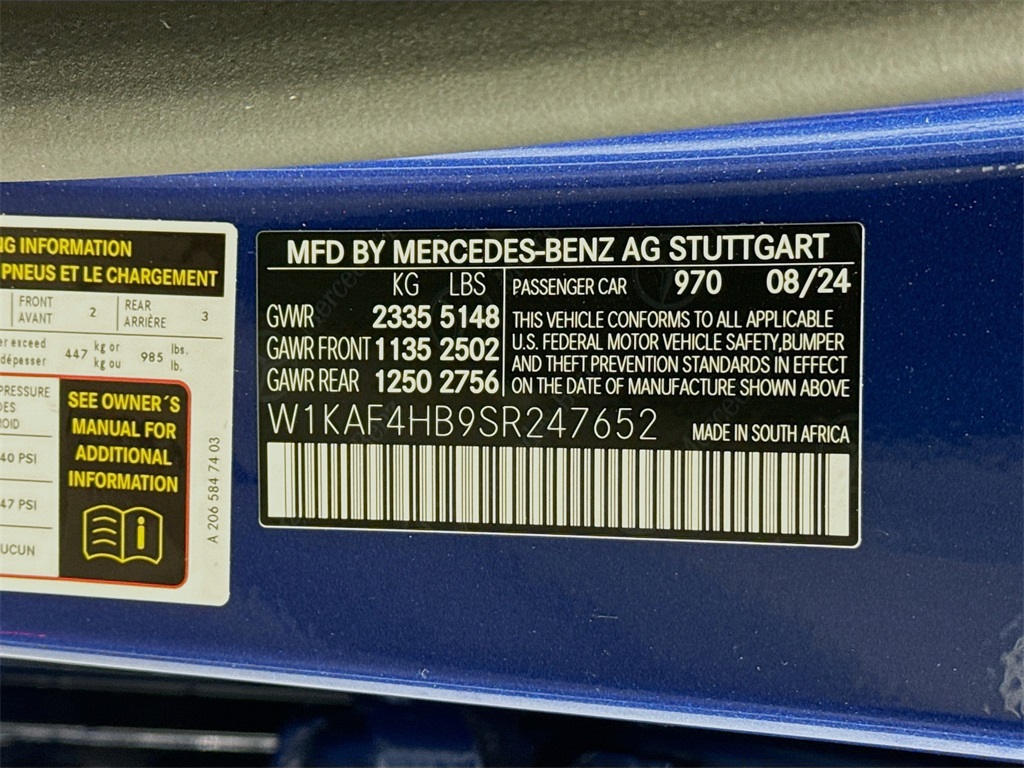 NG INFORMATION
PNEUS ET LE CHARGEMENT
FRONT
AVANT
2
REAR
ARRIÈRE
3
er exceed
dépasser
447
kg or
kg ou
985
lbs.
lb.
PRESSURE
DES
ROID
40 PSI
47 PSI
UCUN
SEE OWNER´S
MANUAL FOR
ADDITIONAL
INFORMATION
A 206 584 74 03
MFD BY MERCEDES-BENZ AG STUTTGART
KG LBS
GVWR 2335 5148
GAWR FRONT 1135 2502
GAWR REAR 1250 2756
PASSENGER CAR 970 08/24
THIS VEHICLE CONFORMS TO ALL APPLICABLE
U.S. FEDERAL MOTOR VEHICLE SAFETY,BUMPER
AND THEFT PREVENTION STANDARDS IN EFFECT
ON THE DATE OF MANUFACTURE SHOWN ABOVE
W1KAF4HB9SR247652
MADE IN SOUTH AFRICA